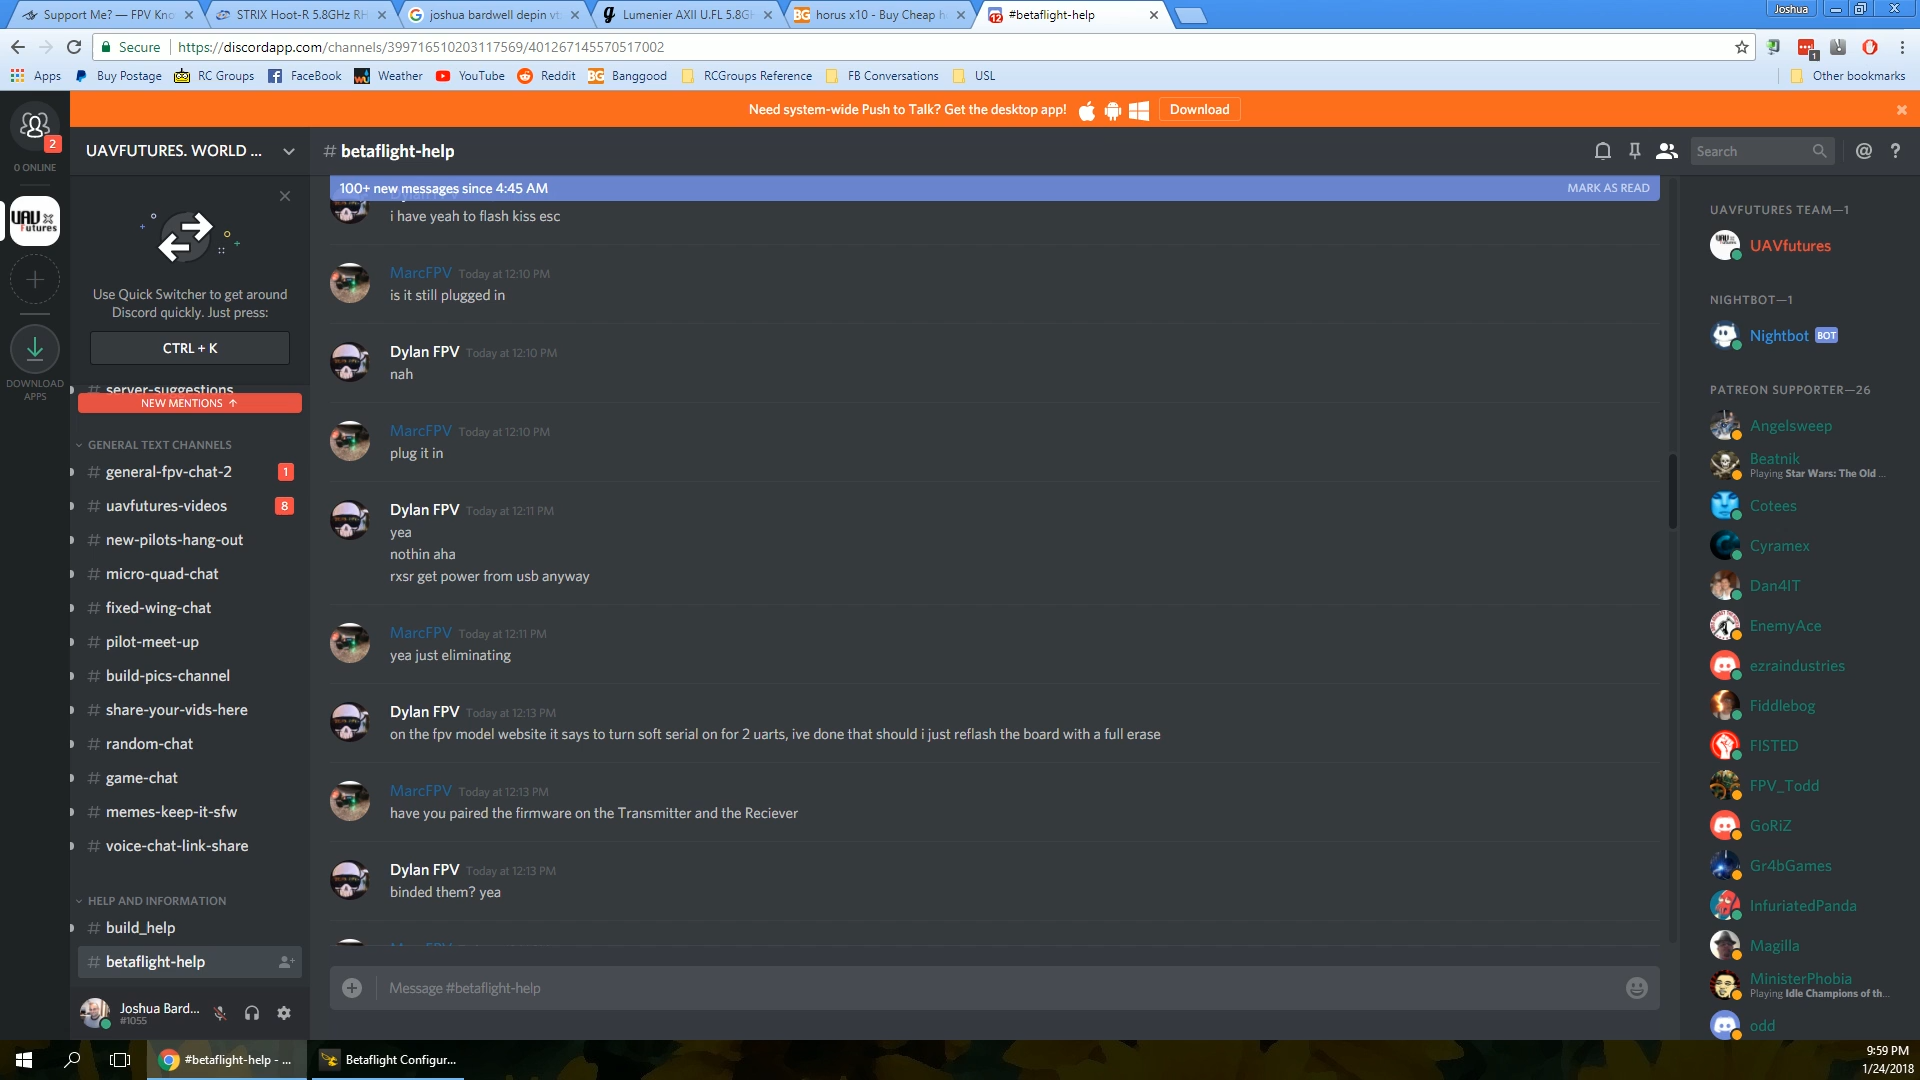 Support Me? — FPV Kno
STRIX Hoot-R 5.8GHz RH
joshua bardwell depin vt
Lumenier AXII U.FL 5.8G
horus x10 - Buy Cheap h
#betaflight-help
Joshua
Secure
https://discordapp.com/channels/399716510203117569/401267145570517002
Apps
Buy Postage
RC Groups
FaceBook
Weather
YouTube
Reddit
Banggood
RCGroups Reference
FB Conversations
USL
Other bookmarks
Need system-wide Push to Talk? Get the desktop app!
Download
2
0 ONLINE
UAVFUTURES. WORLD ...
# betaflight-help
Search
100+ new messages since 4:45 AM
MARK AS READ
Use Quick Switcher to get around
Discord quickly. Just press:
CTRL + K
DOWNLOAD
APPS
# server-suggestions
NEW MENTIONS
GENERAL TEXT CHANNELS
# general-fpv-chat-2
1
# uavfutures-videos
8
# new-pilots-hang-out
# micro-quad-chat
# fixed-wing-chat
# pilot-meet-up
# build-pics-channel
# share-your-vids-here
# random-chat
# game-chat
# memes-keep-it-sfw
# voice-chat-link-share
HELP AND INFORMATION
# build_help
# betaflight-help
Joshua Bard...
#1055
i have yeah to flash kiss esc
MarcFPV Today at 12:10 PM
is it still plugged in
Dylan FPV Today at 12:10 PM
nah
MarcFPV Today at 12:10 PM
plug it in
Dylan FPV Today at 12:11 PM
yea
nothin aha
rxsr get power from usb anyway
MarcFPV Today at 12:11 PM
yea just eliminating
Dylan FPV Today at 12:13 PM
on the fpv model website it says to turn soft serial on for 2 uarts, ive done that should i just reflash the board with a full erase
MarcFPV Today at 12:13 PM
have you paired the firmware on the Transmitter and the Reciever
Dylan FPV Today at 12:13 PM
binded them? yea
Message #betaflight-help
UAVFUTURES TEAM—1
UAVfutures
NIGHTBOT—1
Nightbot BOT
PATREON SUPPORTER—26
Angelsweep
Beatnik
Playing Star Wars: The Old ...
Cotees
Cyramex
Dan4IT
EnemyAce
ezraindustries
Fiddlebog
FISTED
FPV_Todd
GoRiZ
Gr4bGames
InfuriatedPanda
Magilla
MinisterPhobia
Playing Idle Champions of th...
odd
#betaflight-help - ...
Betaflight Configur...
9:59 PM
1/24/2018